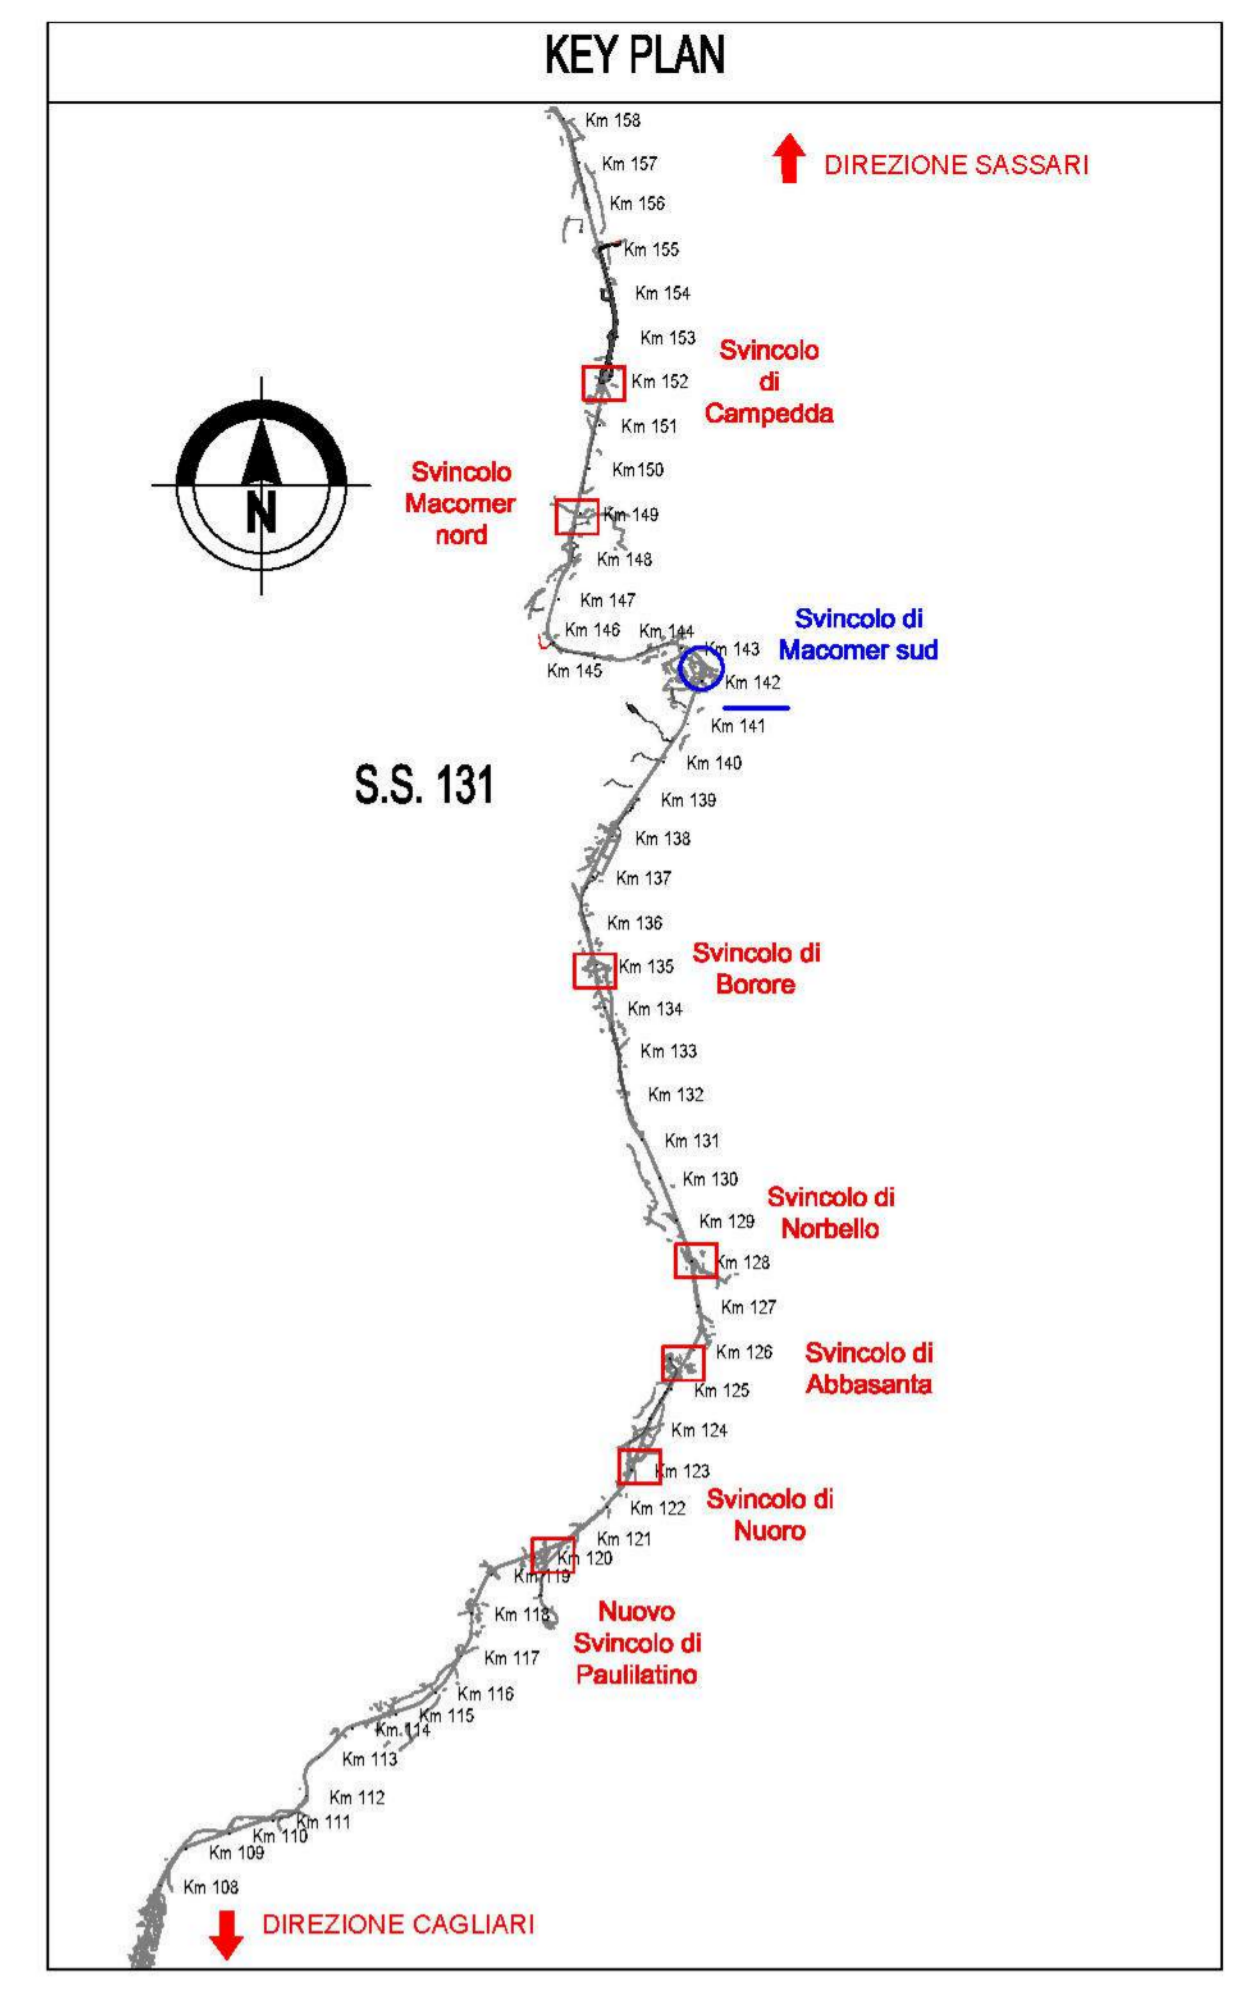 KEY PLAN
Km 158
DIREZIONE SASSARI
Km 157
Km 156
Km 155
Km 154
Km 153
Svincolo
di
Campedda
Km 152
Km 151
Svincolo
Macomer
nord
Km150
Km 149
N
Km 148
Km 147
Km 146
Km 144
Km 143
Svincolo di
Macomer sud
Km 145
Km 142
Km 141
S.S. 131
Km 140
Km 139
Km 138
Km 137
Km 136
Km 135
Svincolo di
Borore
Km 134
Km 133
Km 132
Km 131
Km 130
Km 129
Svincolo di
Norbello
Km 128
Km 127
Km 126
Svincolo di
Abbasanta
Km 125
Km 124
Km 123
Km 122
Svincolo di
Nuoro
Km 121
Km 120
Km 119
Km 118
Nuovo
Svincolo di
Paulilatino
Km 117
Km 116
Km 115
Km 114
Km 113
Km 112
Km 111
Km 110
Km 109
Km 108
DIREZIONE CAGLIARI